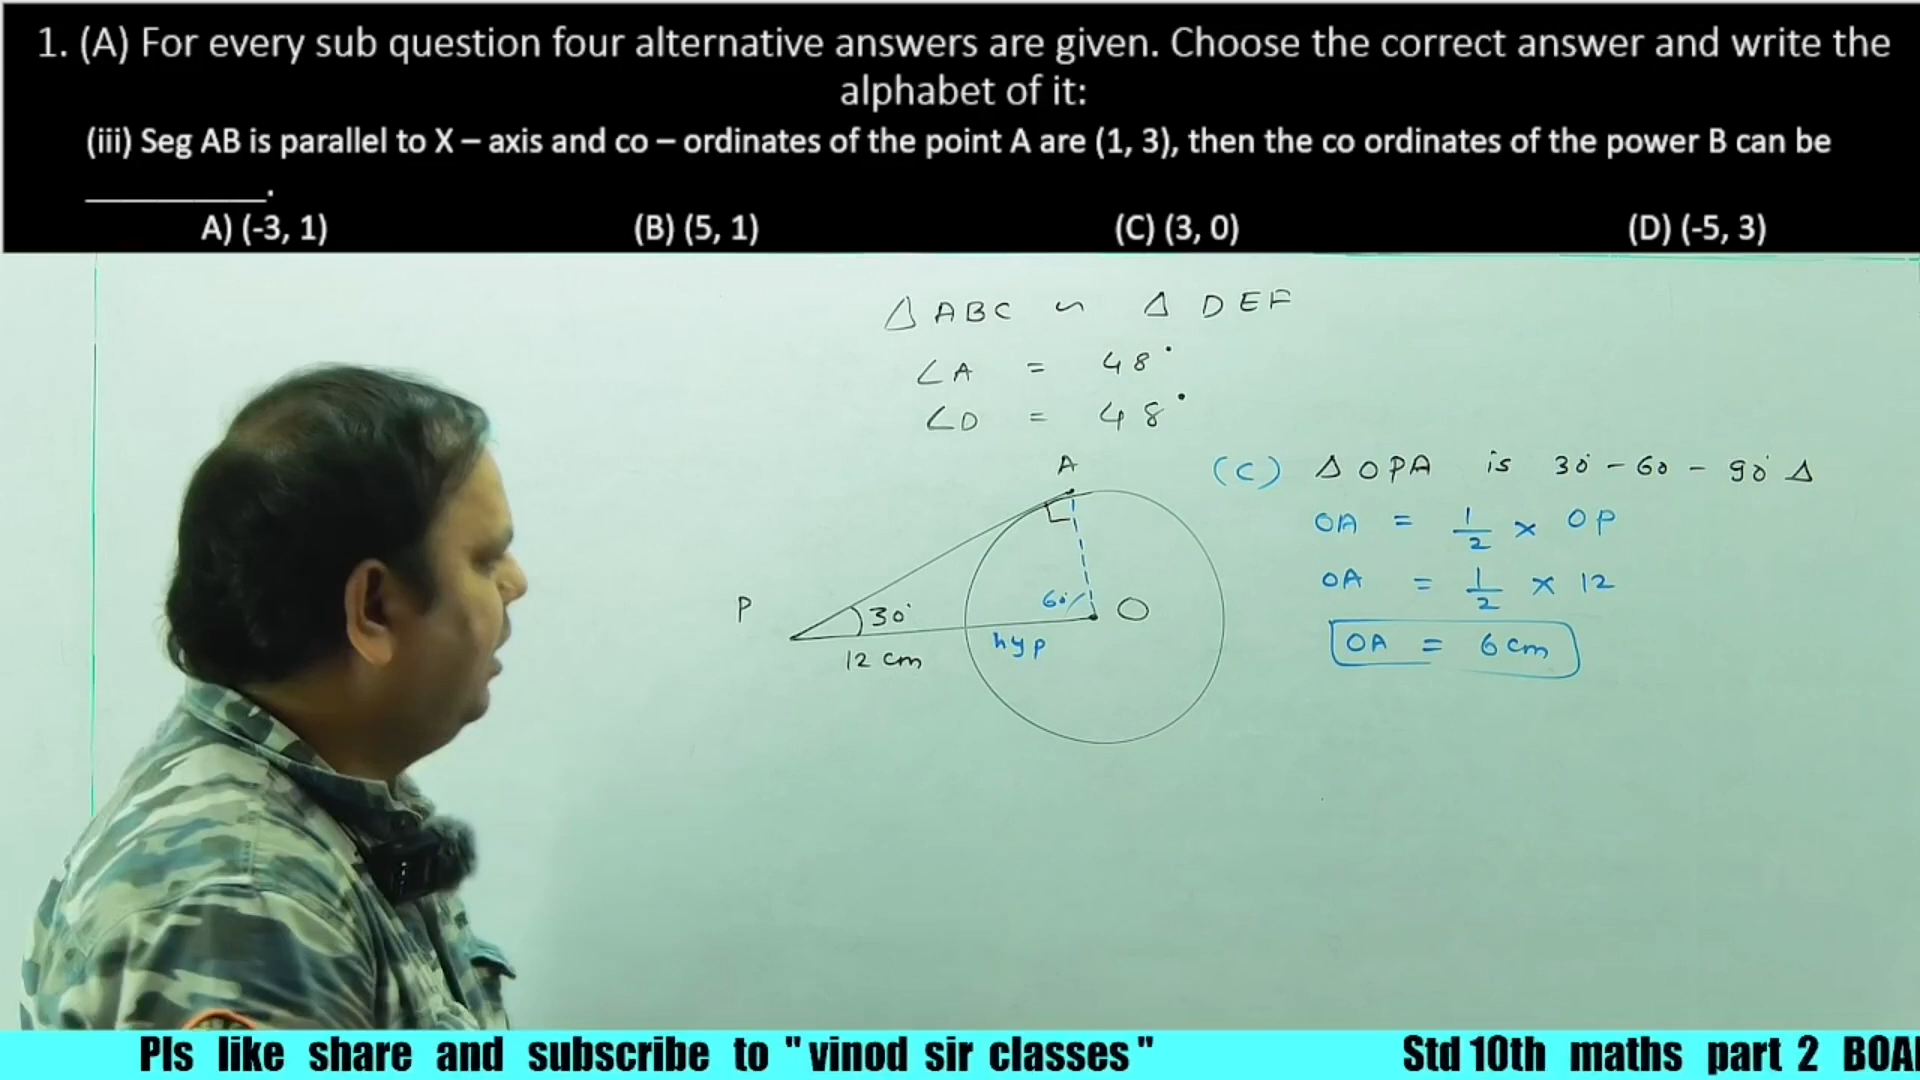 1. (A) For every sub question four alternative answers are given. Choose the correct answer and write the
alphabet of it:
(iii) Seg AB is parallel to X – axis and co – ordinates of the point A are (1, 3), then the co ordinates of the power B can be
____________.
A) (-3, 1) (B) (5, 1) (C) (3, 0) (D) (-5, 3)
△ ABC ∽ △ DEF
∠A = 48°
∠D = 48°
A
P
30°
12 cm
60°
hyp
O
(C) △ OPA is 30° - 60 - 90° △
OA = 1/2 × OP
OA = 1/2 × 12
OA = 6 cm
Pls like share and subscribe to "vinod sir classes" Std 10th maths part 2 BOA